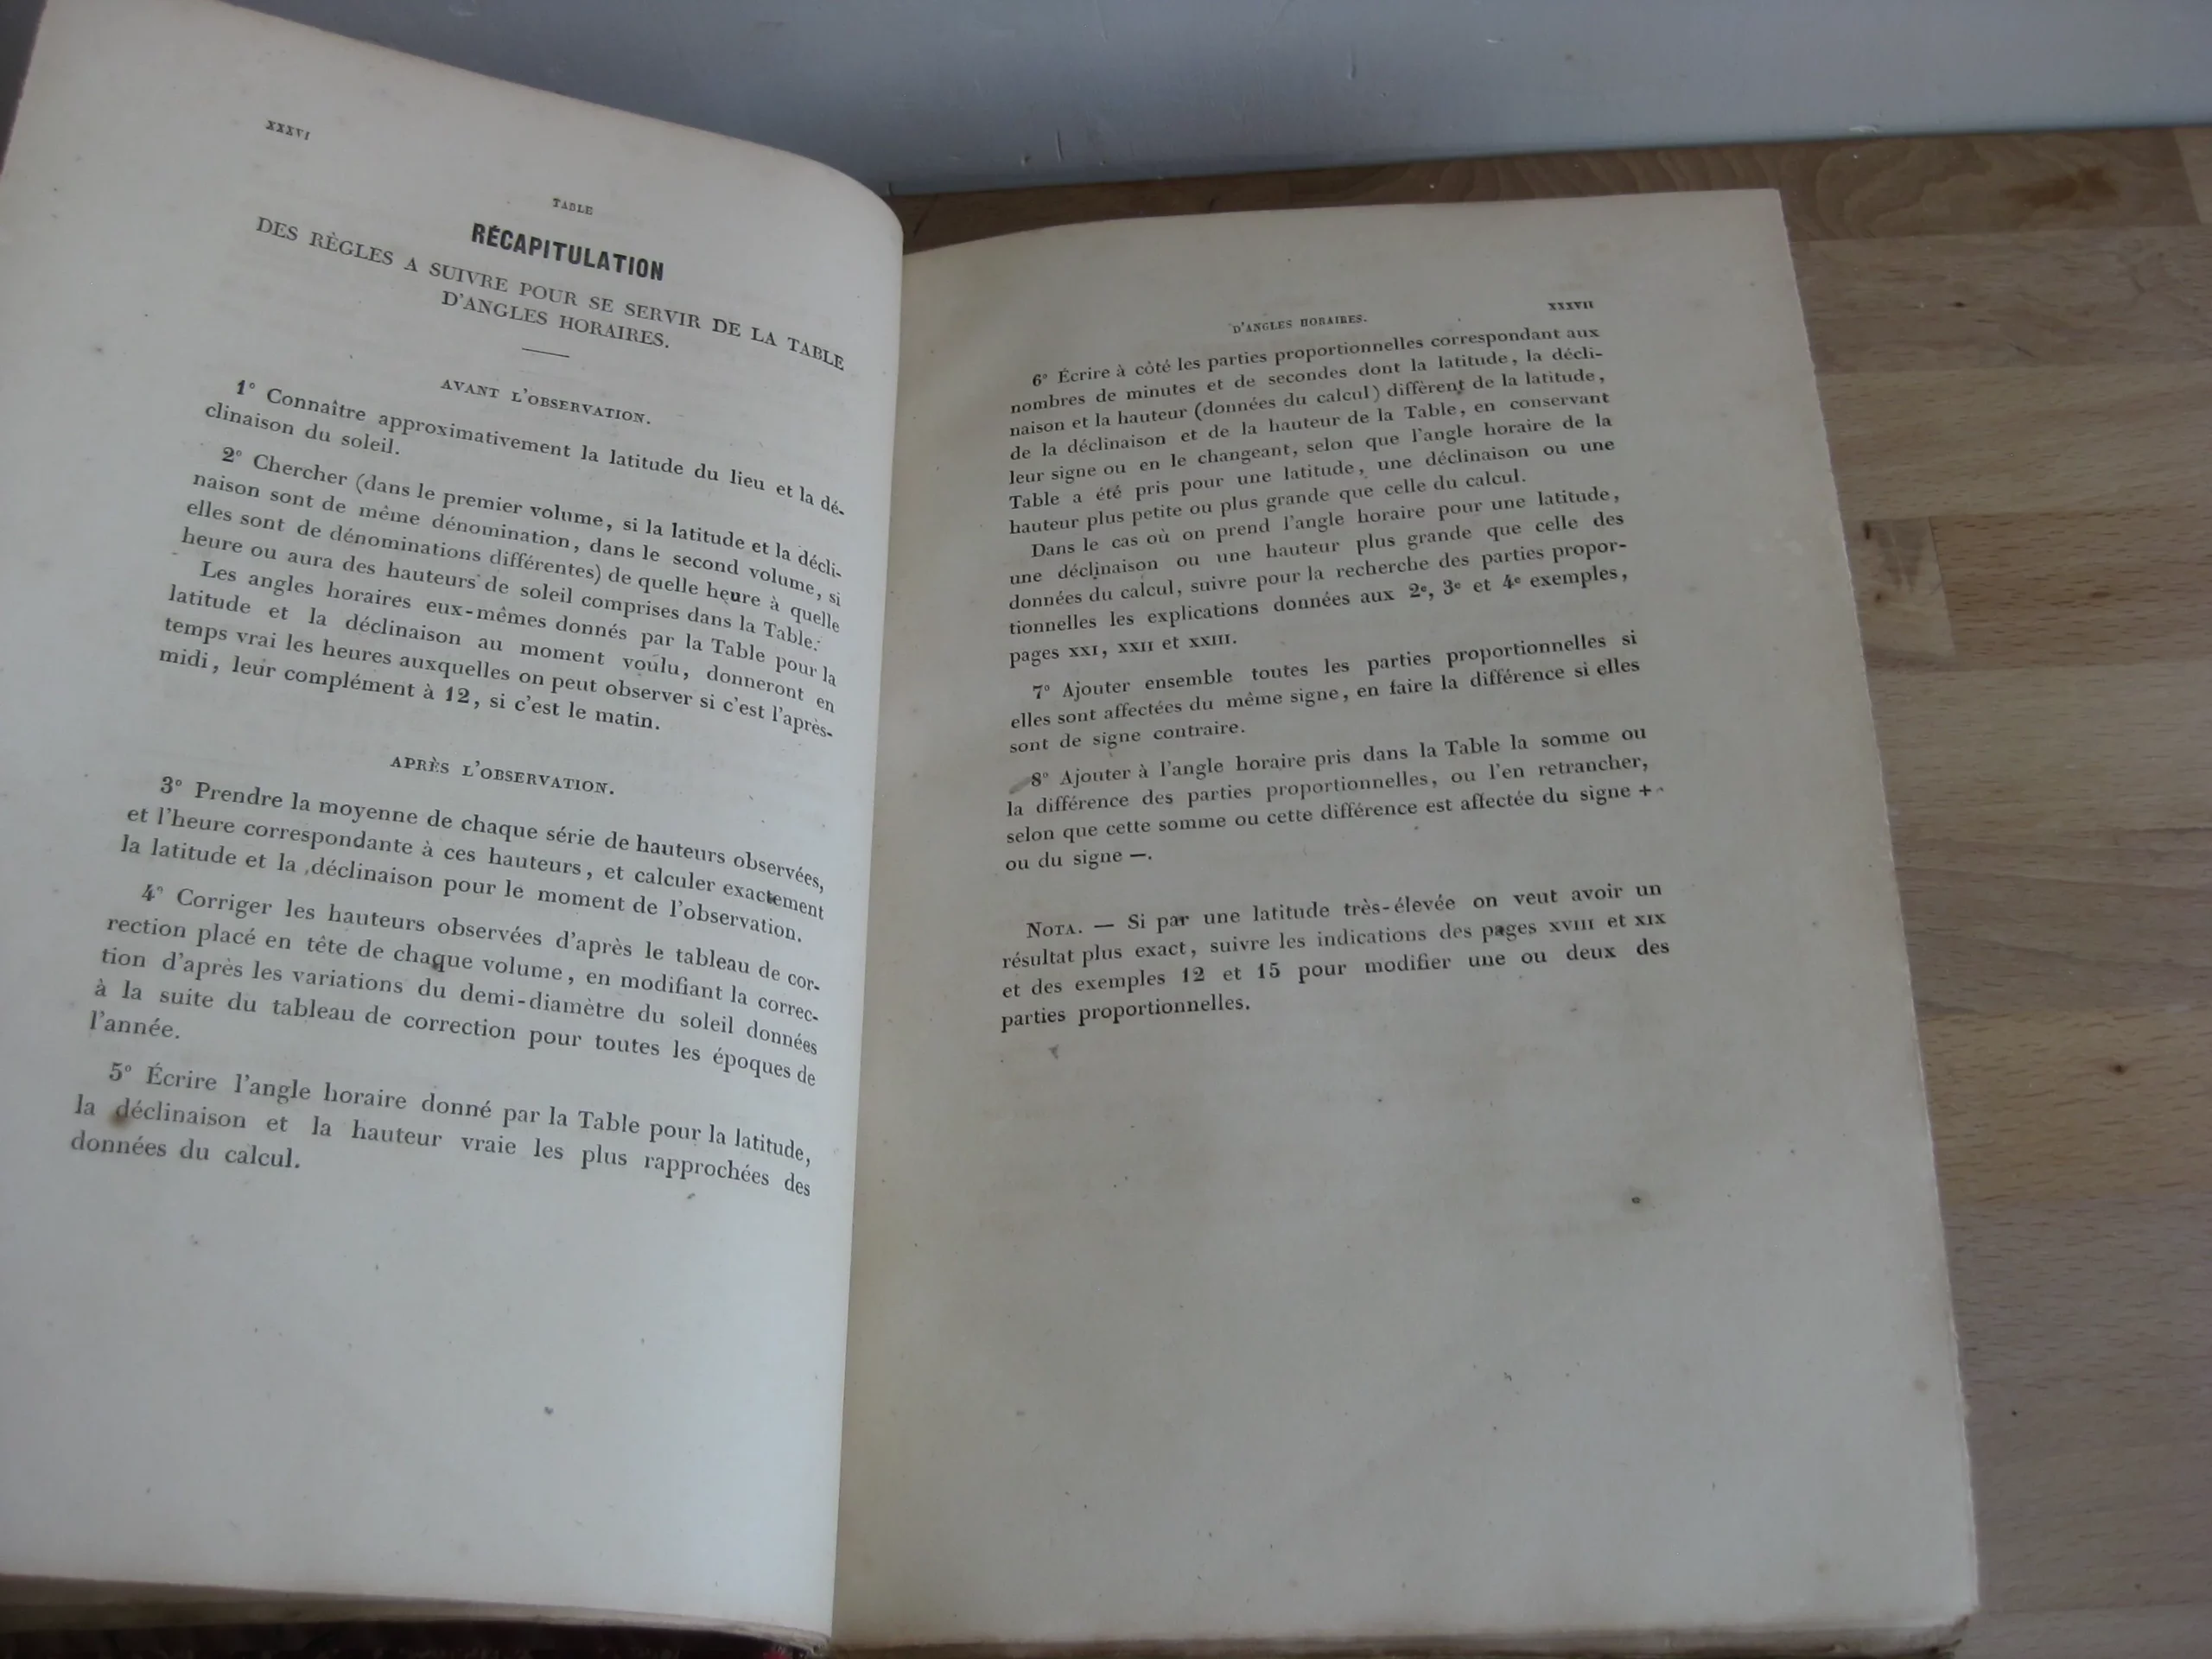 XXXVI
TABLE
RÉCAPITULATION
DES RÈGLES A SUIVRE POUR SE SERVIR DE LA TABLE
D'ANGLES HORAIRES.
AVANT L'OBSERVATION.
1° Connaître approximativement la latitude du lieu et la dé-
clinaison du soleil.
2° Chercher (dans le premier volume, si la latitude et la décli-
naison sont de même dénomination, dans le second volume, si
elles sont de dénominations différentes) de quelle heure à quelle
heure ou aura des hauteurs de soleil comprises dans la Table.
Les angles horaires eux-mêmes donnés par la Table pour la
latitude et la déclinaison au moment voulu, donneront en
temps vrai les heures auxquelles on peut observer si c'est l'après-
midi, leur complément à 12, si c'est le matin.
APRÈS L'OBSERVATION.
3° Prendre la moyenne de chaque série de hauteurs observées,
et l'heure correspondante à ces hauteurs, et calculer exactement
la latitude et la déclinaison pour le moment de l'observation.
4° Corriger les hauteurs observées d'après le tableau de cor-
rection placé en tête de chaque volume, en modifiant la correc-
tion d'après les variations du demi-diamètre du soleil données
à la suite du tableau de correction pour toutes les époques de
l'année.
5° Écrire l'angle horaire donné par la Table pour la latitude,
la déclinaison et la hauteur vraie les plus rapprochées des
données du calcul.
D'ANGLES HORAIRES.
XXXVII
6° Écrire à côté les parties proportionnelles correspondant aux
nombres de minutes et de secondes dont la latitude, la décli-
naison et la hauteur (données du calcul) diffèrent de la latitude,
de la déclinaison et de la hauteur de la Table, en conservant
leur signe ou en le changeant, selon que l'angle horaire de la
Table a été pris pour une latitude, une déclinaison ou une
hauteur plus petite ou plus grande que celle du calcul.
Dans le cas où on prend l'angle horaire pour une latitude,
une déclinaison ou une hauteur plus grande que celle des
données du calcul, suivre pour la recherche des parties propor-
tionnelles les explications données aux 2e, 3e et 4e exemples,
pages XXI, XXII et XXIII.
7° Ajouter ensemble toutes les parties proportionnelles si
elles sont affectées du même signe, en faire la différence si elles
sont de signe contraire.
8° Ajouter à l'angle horaire pris dans la Table la somme ou
la différence des parties proportionnelles, ou l'en retrancher,
selon que cette somme ou cette différence est affectée du signe +
ou du signe —.
NOTA. — Si par une latitude très-élevée on veut avoir un
résultat plus exact, suivre les indications des pages XVIII et XIX
et des exemples 12 et 15 pour modifier une ou deux des
parties proportionnelles.